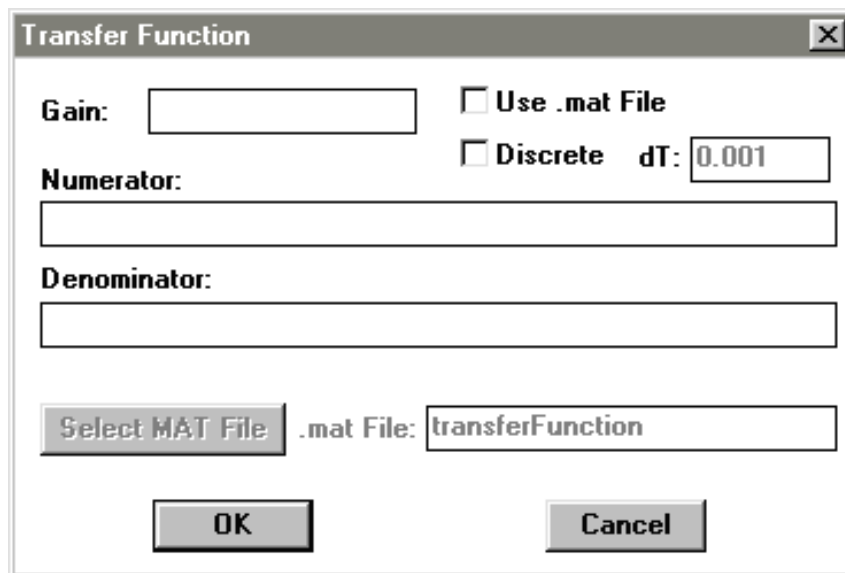 Transfer Function
Gain:
Use .mat File
Discrete dT: 0.001
Numerator:
Denominator:
Select MAT File .mat File: transferFunction
OK Cancel